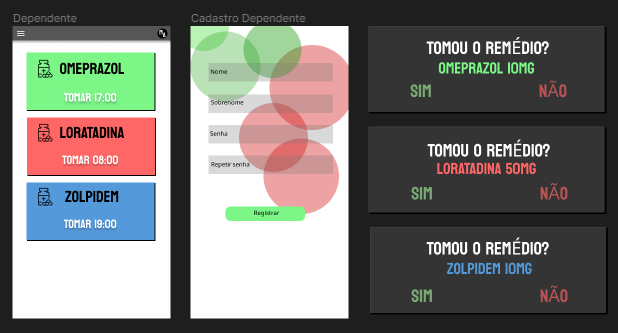 Dependente
OMEPRAZOL
TOMAR 17:00
LORATADINA
TOMAR 08:00
ZOLPIDEM
TOMAR 19:00
Cadastro Dependente
Nome
Sobrenome
Senha
Repetir senha
Registrar
TOMOU O REMÉDIO?
OMEPRAZOL 10MG
SIM NÃO
TOMOU O REMÉDIO?
LORATADINA 50MG
SIM NÃO
TOMOU O REMÉDIO?
ZOLPIDEM 10MG
SIM NÃO